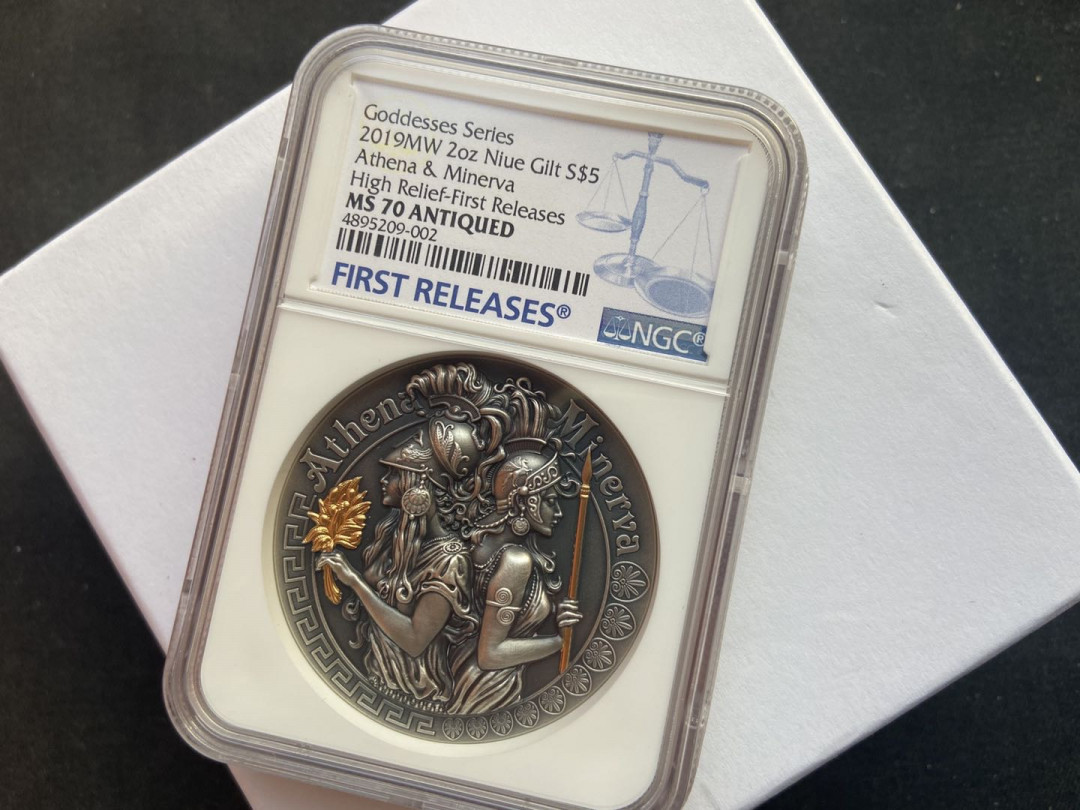 Goddesses Series
2019MW 2oz Niue Gilt S$5
Athena & Minerva
High Relief-First Releases
MS 70 ANTIQUED
4895209-002
FIRST RELEASES®
NGC®
Athena
Minerva